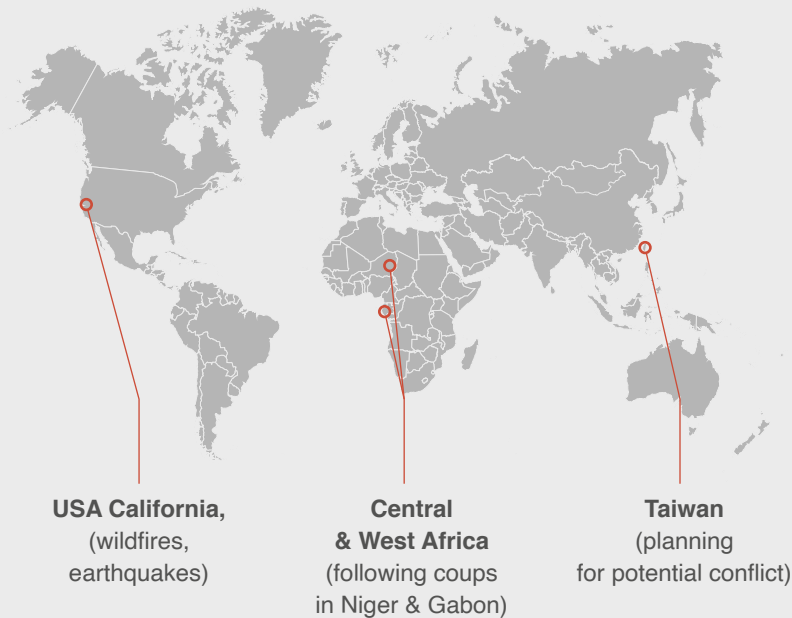 USA California,
(wildfires,
earthquakes)
Central
& West Africa
(following coups
in Niger & Gabon)
Taiwan
(planning
for potential conflict)